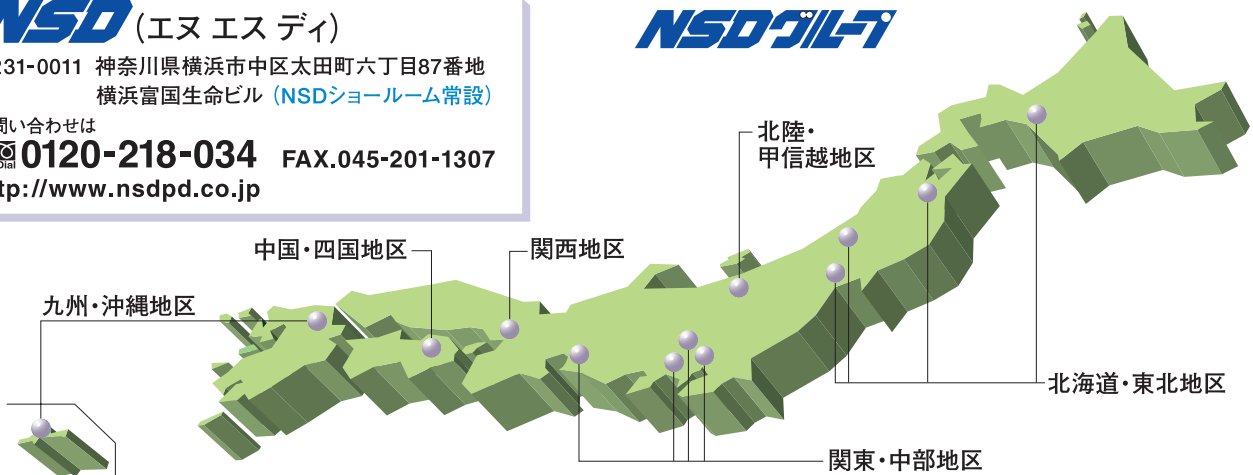 NSD(エヌ エス ディ)
231-0011 神奈川県横浜市中区太田町六丁目87番地
横浜富国生命ビル(NSDショールーム常設)
問い合わせは
Dial 0120-218-034 FAX.045-201-1307
tp://www.nsdpd.co.jp
NSDグループ
北陸・
甲信越地区
中国・四国地区
関西地区
九州・沖縄地区
北海道・東北地区
関東・中部地区